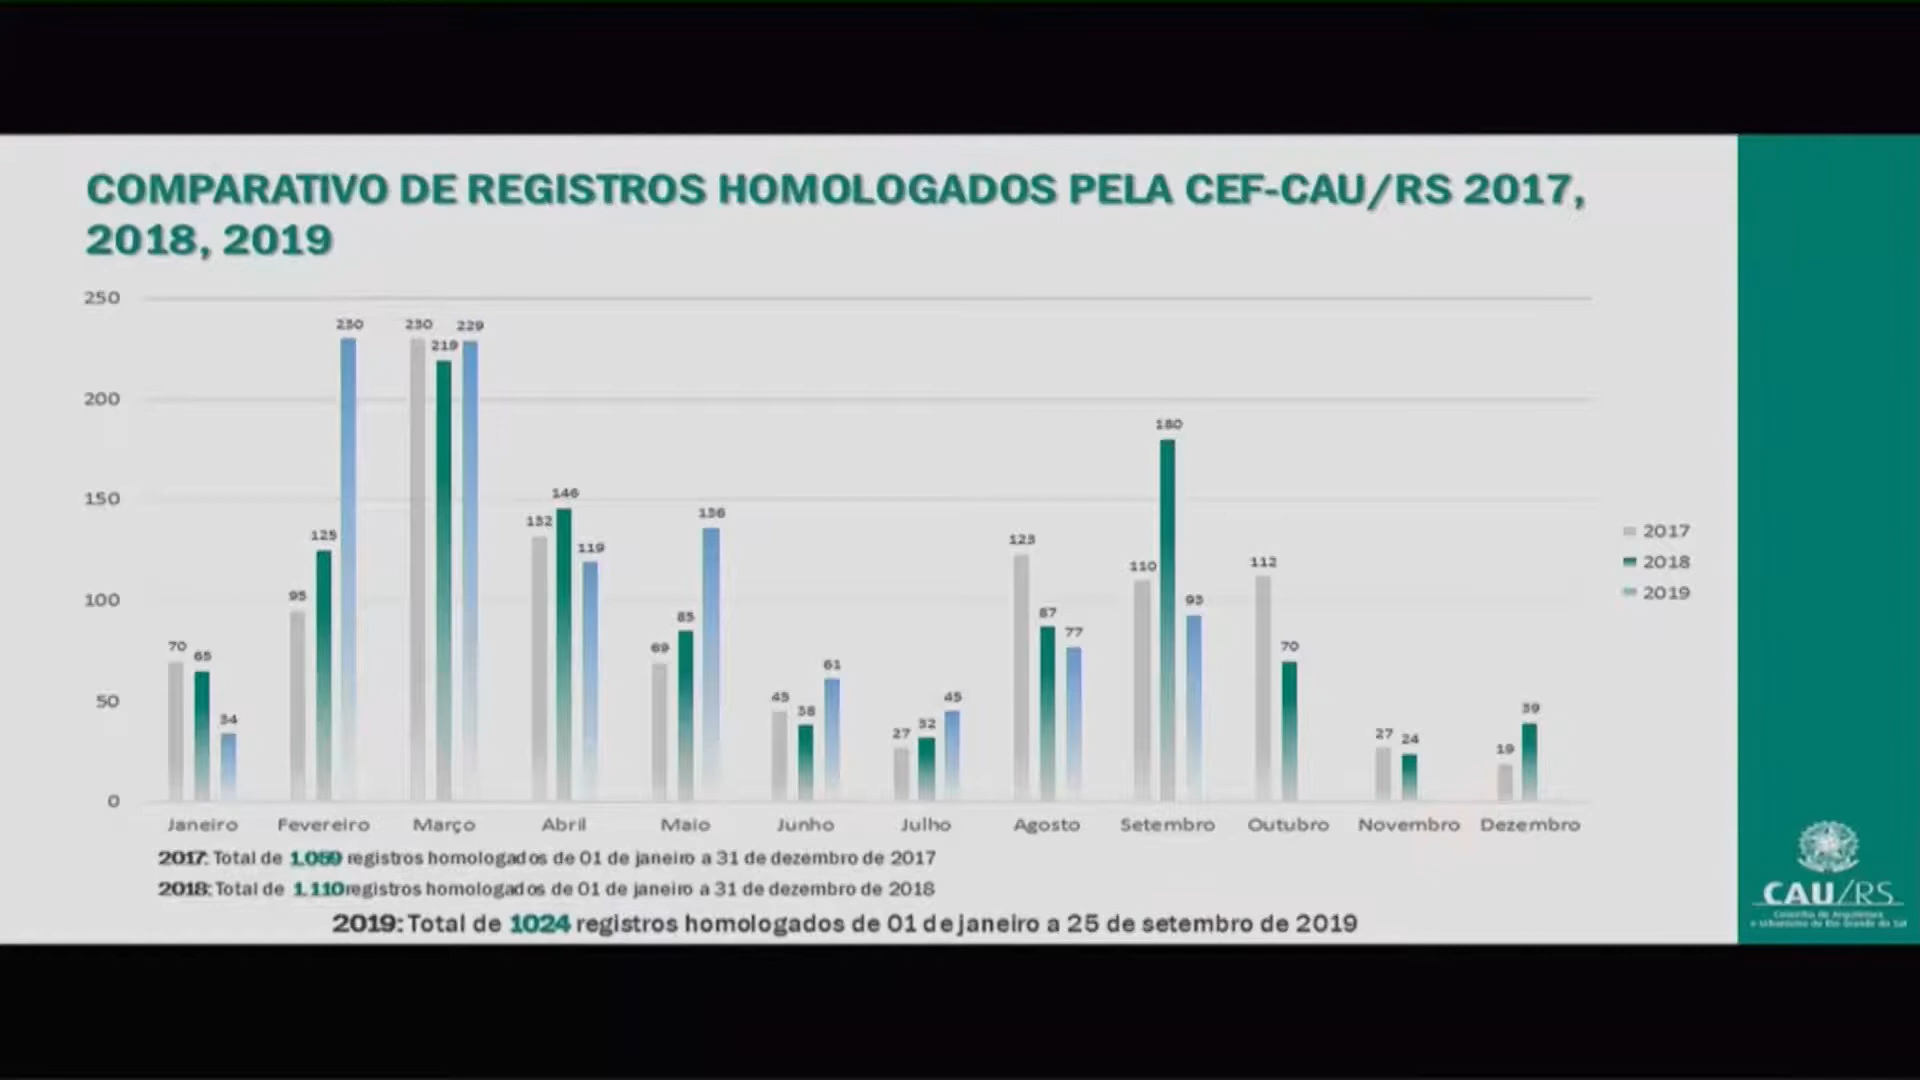 COMPARATIVO DE REGISTROS HOMOLOGADOS PELA CEF-CAU/RS 2017,
2018, 2019
250
200
150
100
50
0
70 65 34
95 125 230
230 219 229
132 146 119
69 85 136
45 38 61
27 32 45
123 87 77
110 180 93
112 70
27 24
19 39
Janeiro Fevereiro Março Abril Maio Junho Julho Agosto Setembro Outubro Novembro Dezembro
2017
2018
2019
2017: Total de 1.059 registros homologados de 01 de janeiro a 31 de dezembro de 2017
2018: Total de 1.110 registros homologados de 01 de janeiro a 31 de dezembro de 2018
2019: Total de 1024 registros homologados de 01 de janeiro a 25 de setembro de 2019
CAU/RS
Conselho de Arquitetura
e Urbanismo do Rio Grande do Sul